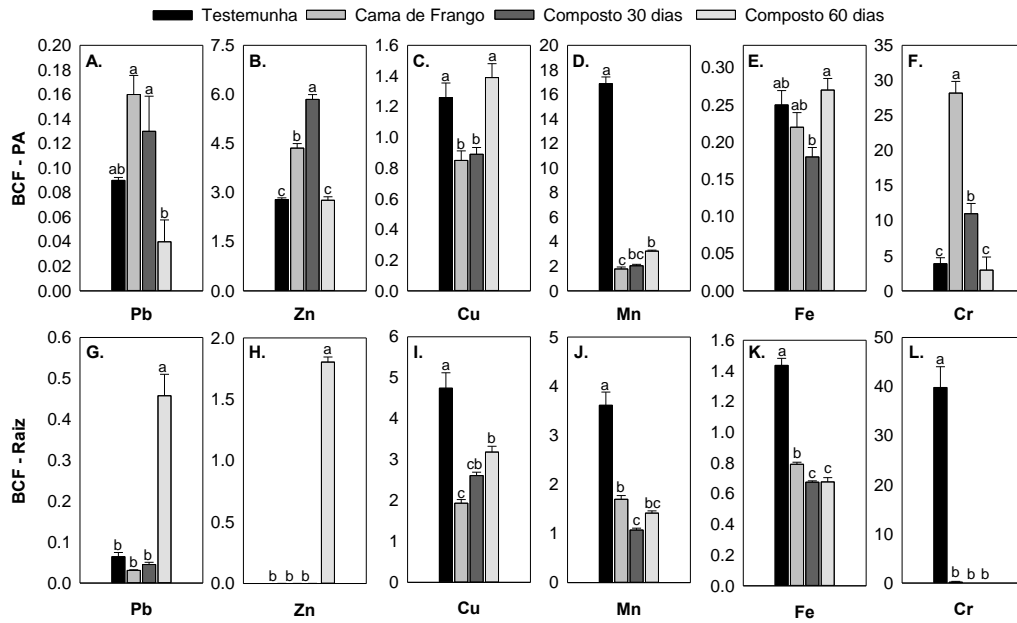 Testemunha Cama de Frango Composto 30 dias Composto 60 dias
BCF - PA
A.
0.20
0.18
0.16
0.14
0.12
0.10
0.08
0.06
0.04
0.02
0.00
ab a a b
Pb
B.
7.5
6.0
4.5
3.0
1.5
0.0
c b a c
Zn
C.
1.6
1.4
1.2
1.0
0.8
0.6
0.4
0.2
0.0
a b b a
Cu
D.
20
18
16
14
12
10
8
6
4
2
0
a c bc b
Mn
E.
0.30
0.25
0.20
0.15
0.10
0.05
0.00
ab ab b a
Fe
F.
35
30
25
20
15
10
5
0
c a b c
Cr
BCF - Raiz
G.
0.6
0.5
0.4
0.3
0.2
0.1
0.0
b b b a
Pb
H.
2.0
1.5
1.0
0.5
0.0
b b b a
Zn
I.
6
5
4
3
2
1
0
a c cb b
Cu
J.
5
4
3
2
1
0
a b c bc
Mn
K.
1.6
1.4
1.2
1.0
0.8
0.6
0.4
0.2
0.0
a b c c
Fe
L.
50
40
30
20
10
0
a b b b
Cr